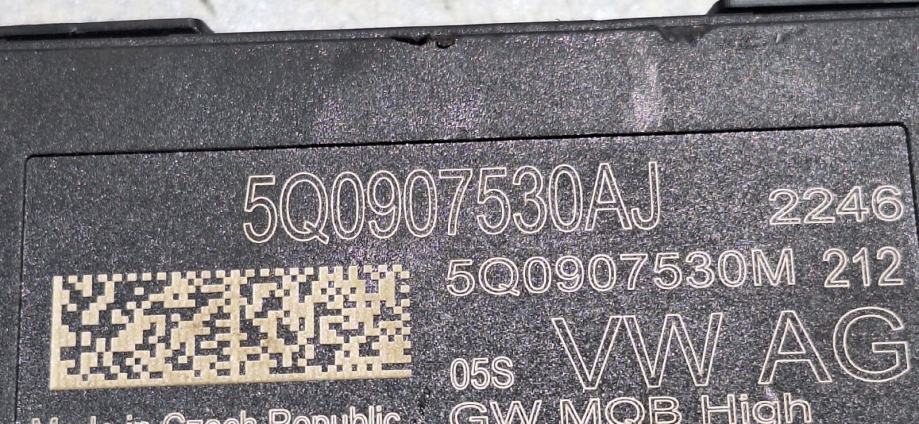 5Q0907530AJ 2246
5Q0907530M 212
05S VW AG
Made in Czech Republic GW MQB High